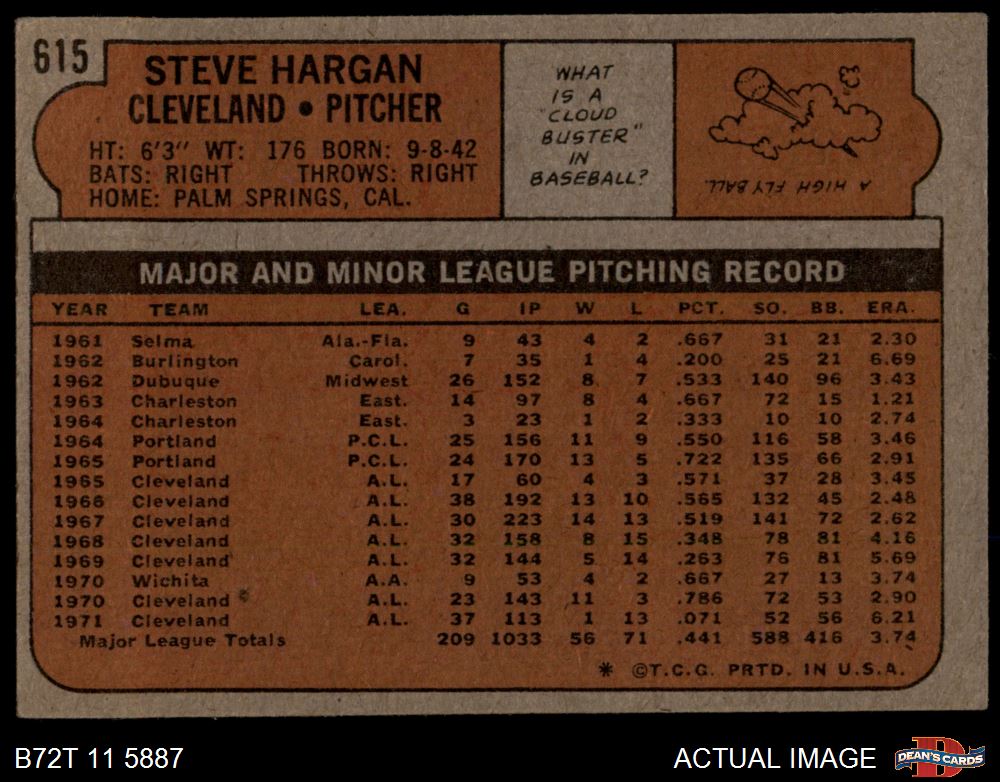 615
STEVE HARGAN
CLEVELAND • PITCHER
HT: 6'3" WT: 176 BORN: 9-8-42
BATS: RIGHT THROWS: RIGHT
HOME: PALM SPRINGS, CAL.
WHAT
IS A
"CLOUD
BUSTER"
IN
BASEBALL?
A HIGH FLY BALL
MAJOR AND MINOR LEAGUE PITCHING RECORD
YEAR TEAM LEA. G IP W L PCT. SO. BB. ERA.
1961 Selma Ala.-Fla. 9 43 4 2 .667 31 21 2.30
1962 Burlington Carol. 7 35 1 4 .200 25 21 6.69
1962 Dubuque Midwest 26 152 8 7 .533 140 96 3.43
1963 Charleston East. 14 97 8 4 .667 72 15 1.21
1964 Charleston East. 3 23 1 2 .333 10 10 2.74
1964 Portland P.C.L. 25 156 11 9 .550 116 58 3.46
1965 Portland P.C.L. 24 170 13 5 .722 135 66 2.91
1965 Cleveland A.L. 17 60 4 3 .571 37 28 3.45
1966 Cleveland A.L. 38 192 13 10 .565 132 45 2.48
1967 Cleveland A.L. 30 223 14 13 .519 141 72 2.62
1968 Cleveland A.L. 32 158 8 15 .348 78 81 4.16
1969 Cleveland A.L. 32 144 5 14 .263 76 81 5.69
1970 Wichita A.A. 9 53 4 2 .667 27 13 3.74
1970 Cleveland A.L. 23 143 11 3 .786 72 53 2.90
1971 Cleveland A.L. 37 113 1 13 .071 52 56 6.21
Major League Totals 209 1033 56 71 .441 588 416 3.74
* ©T.C.G. PRTD. IN U.S.A.
B72T 11 5887
ACTUAL IMAGE
D
DEAN'S CARDS